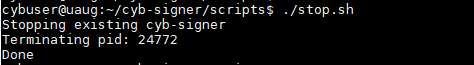 cybuser@uaug:~/cyb-signer/scripts$ ./stop.sh
Stopping existing cyb-signer
Terminating pid: 24772
Done